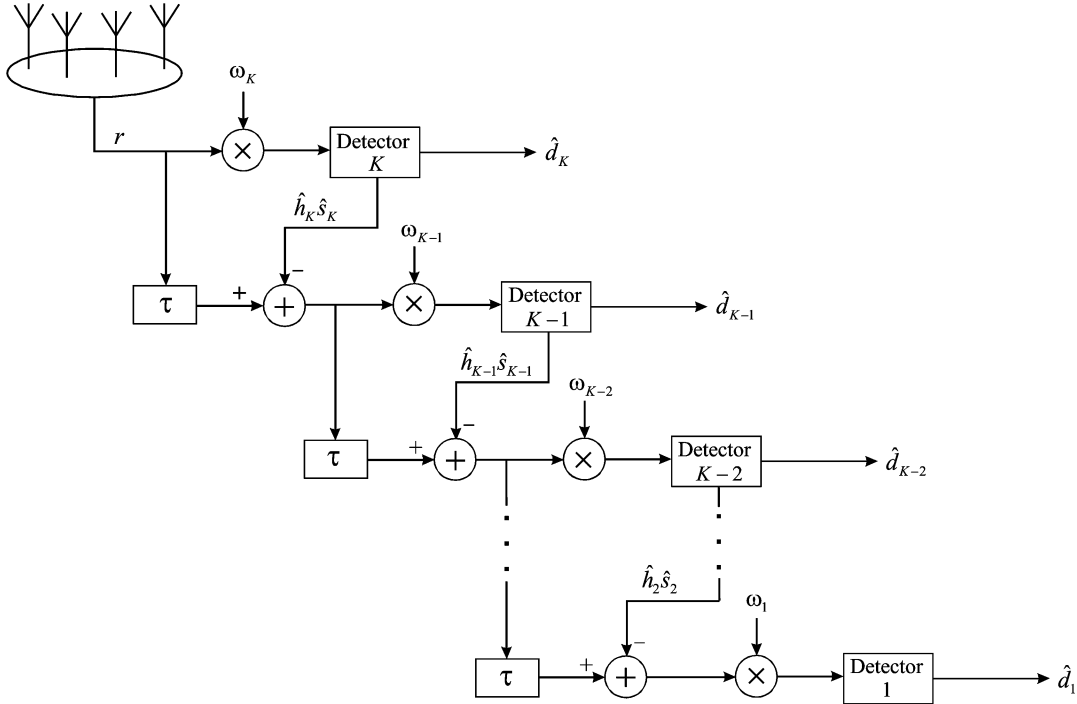 ω_K
r
×
Detector
K
d̂_K
ĥ_K ŝ_K
ω_{K−1}
−
τ
+
+
×
Detector
K−1
d̂_{K−1}
ĥ_{K−1} ŝ_{K−1}
ω_{K−2}
−
τ
+
+
×
Detector
K−2
d̂_{K−2}
ĥ_2 ŝ_2
ω_1
−
τ
+
+
×
Detector
1
d̂_1